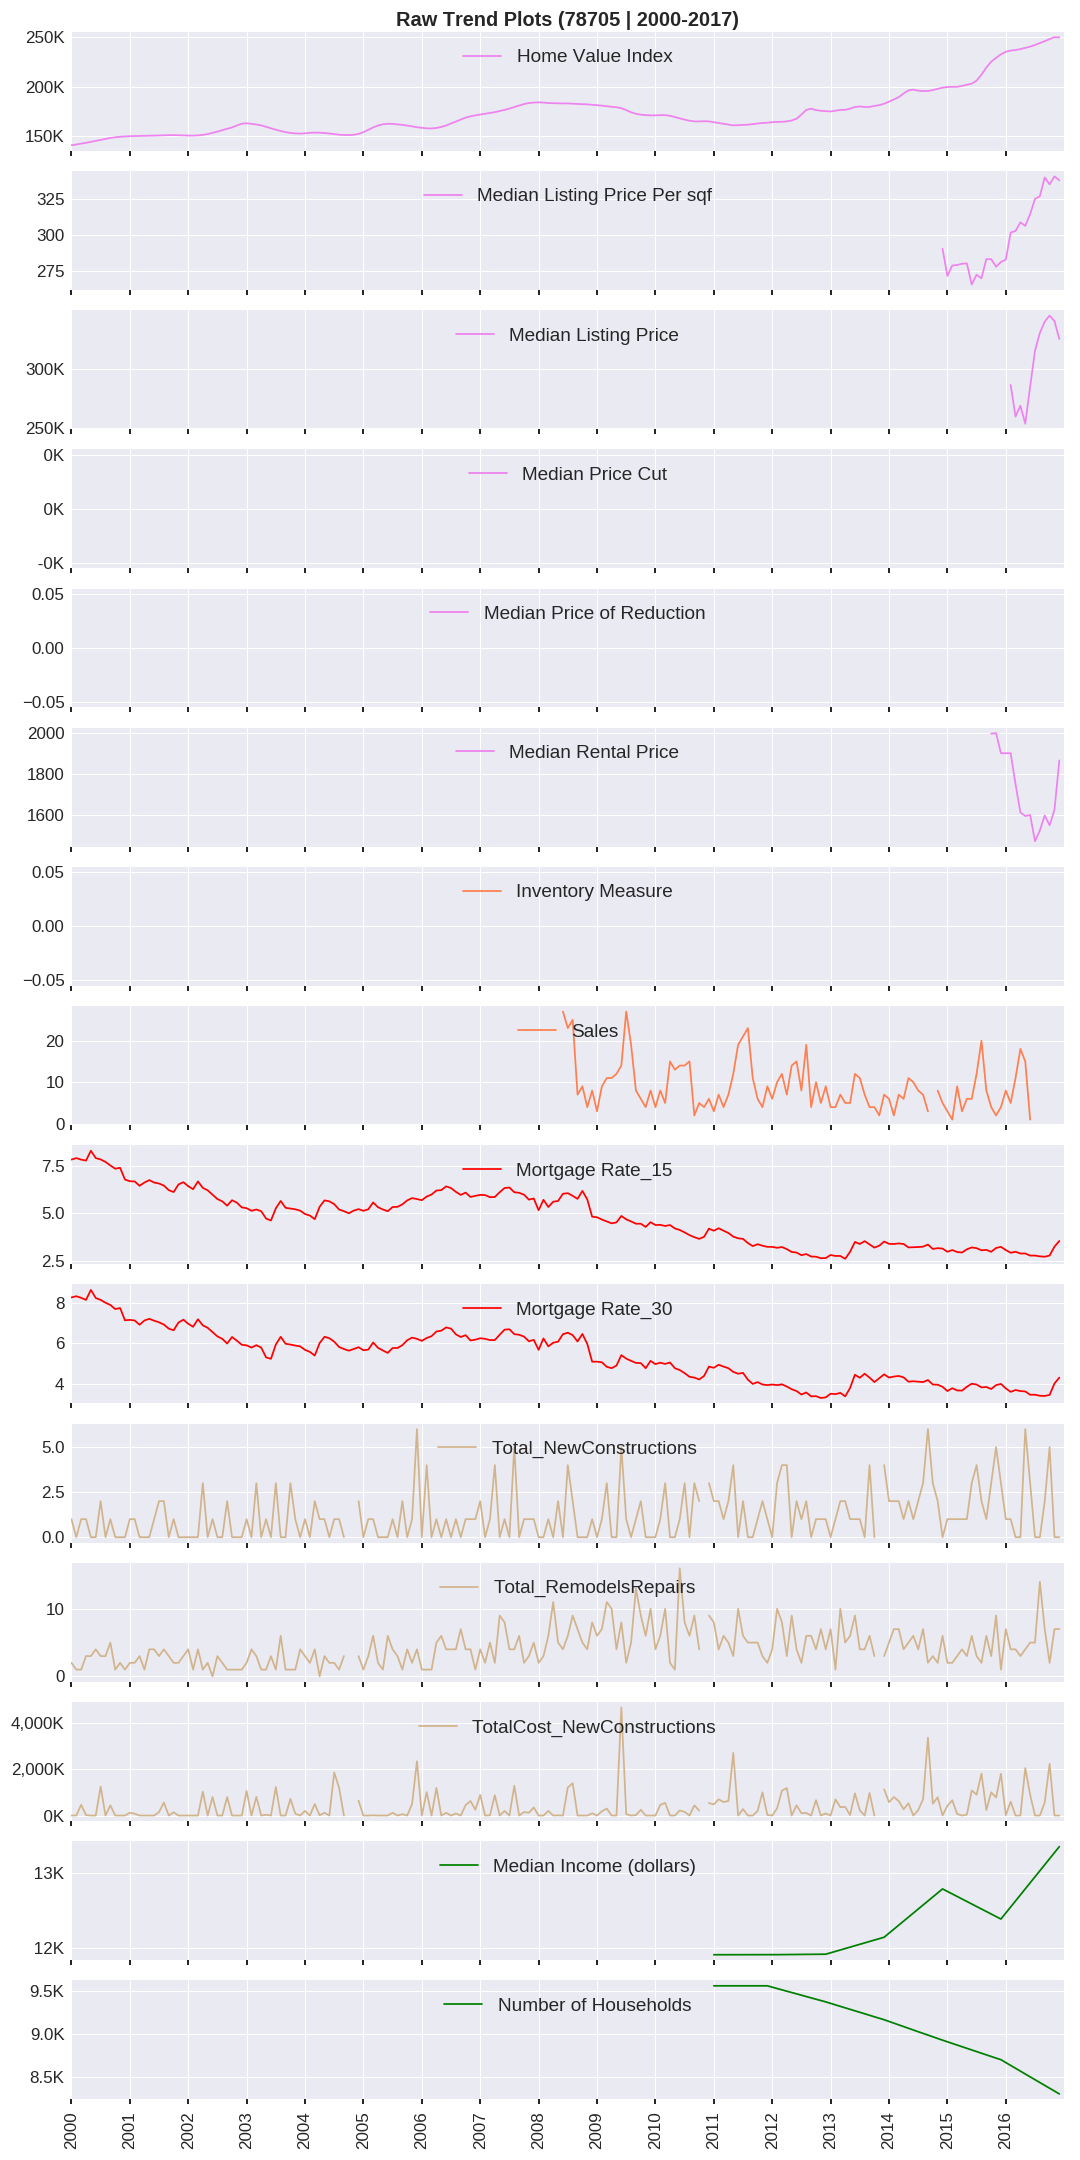 Raw Trend Plots (78705 | 2000-2017)
250K
200K
150K
Home Value Index
325
300
275
Median Listing Price Per sqf
300K
250K
Median Listing Price
0K
0K
-0K
Median Price Cut
0.05
0.00
−0.05
Median Price of Reduction
2000
1800
1600
Median Rental Price
0.05
0.00
−0.05
Inventory Measure
20
10
0
Sales
7.5
5.0
2.5
Mortgage Rate_15
8
6
4
Mortgage Rate_30
5.0
2.5
0.0
Total_NewConstructions
10
0
Total_RemodelsRepairs
4,000K
2,000K
0K
TotalCost_NewConstructions
13K
12K
Median Income (dollars)
9.5K
9.0K
8.5K
Number of Households
2000
2001
2002
2003
2004
2005
2006
2007
2008
2009
2010
2011
2012
2013
2014
2015
2016